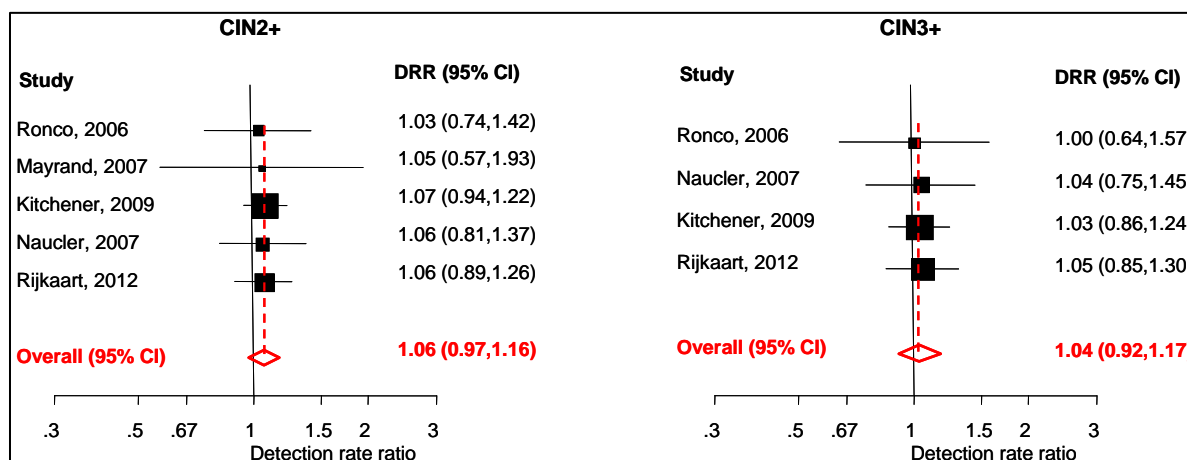 CIN2+
Study DRR (95% CI)
Ronco, 2006 1.03 (0.74,1.42)
Mayrand, 2007 1.05 (0.57,1.93)
Kitchener, 2009 1.07 (0.94,1.22)
Naucler, 2007 1.06 (0.81,1.37)
Rijkaart, 2012 1.06 (0.89,1.26)
Overall (95% CI) 1.06 (0.97,1.16)
.3 .5 .67 1 1.5 2 3
Detection rate ratio
CIN3+
Study DRR (95% CI)
Ronco, 2006 1.00 (0.64,1.57
Naucler, 2007 1.04 (0.75,1.45
Kitchener, 2009 1.03 (0.86,1.24
Rijkaart, 2012 1.05 (0.85,1.30
Overall (95% CI) 1.04 (0.92,1.17
.3 .5 .67 1 1.5 2 3
Detection rate ratio